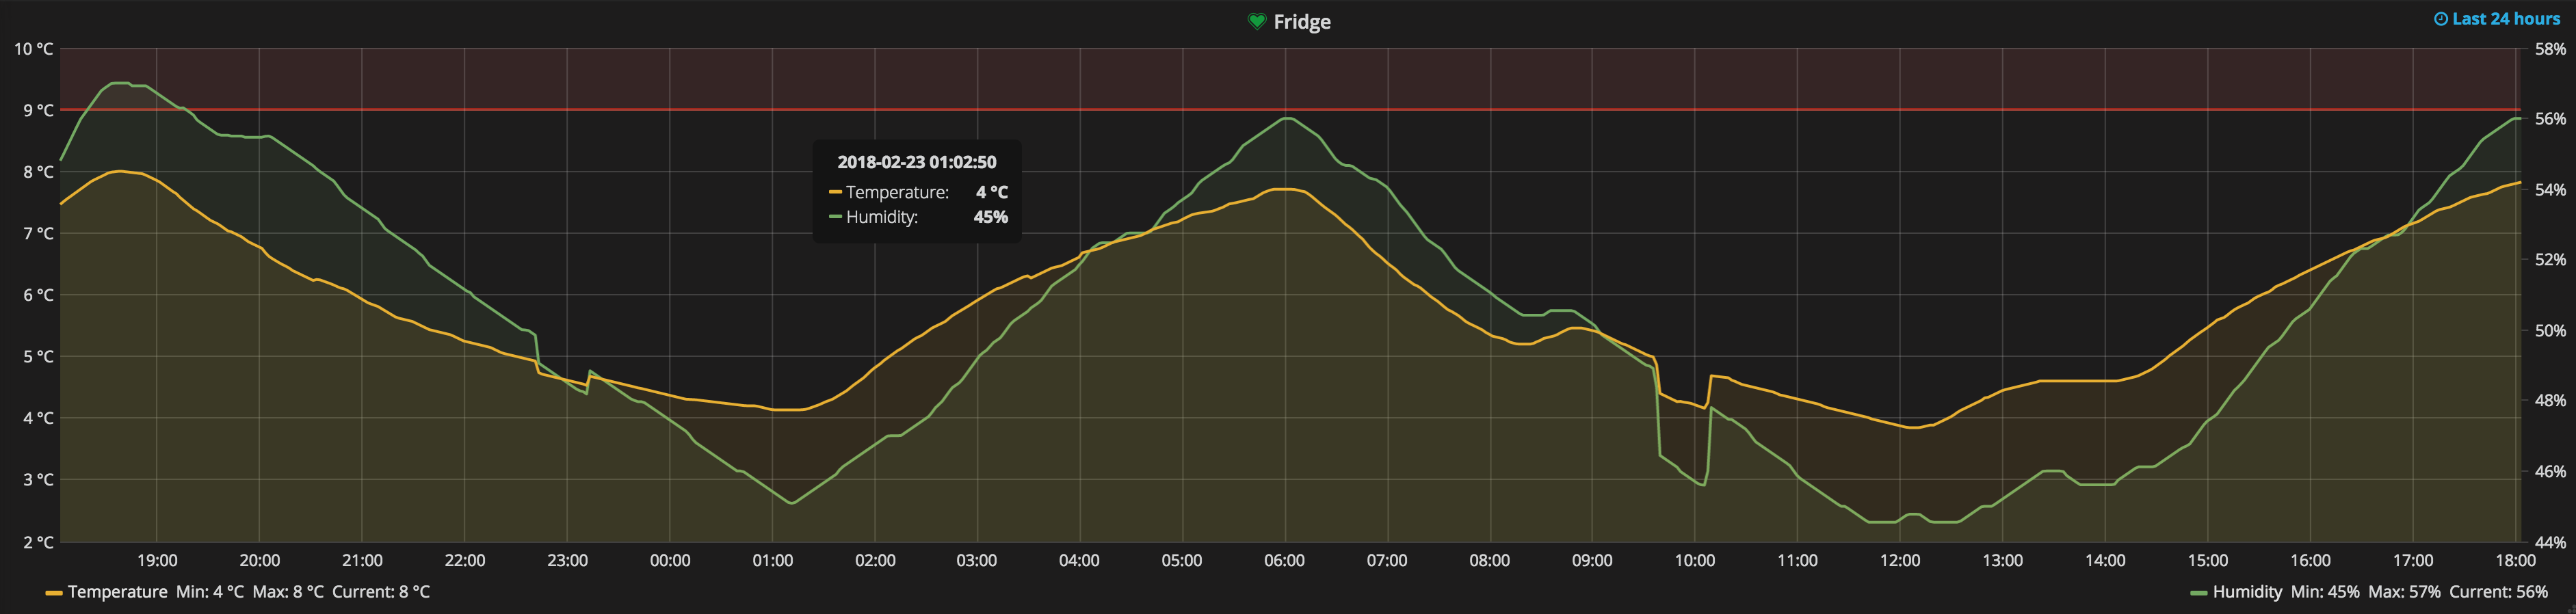 Fridge
Last 24 hours
10 °C
9 °C
8 °C
7 °C
6 °C
5 °C
4 °C
3 °C
2 °C
58%
56%
54%
52%
50%
48%
46%
44%
2018-02-23 01:02:50
Temperature: 4 °C
Humidity: 45%
19:00 20:00 21:00 22:00 23:00 00:00 01:00 02:00 03:00 04:00 05:00 06:00 07:00 08:00 09:00 10:00 11:00 12:00 13:00 14:00 15:00 16:00 17:00 18:00
Temperature Min: 4 °C Max: 8 °C Current: 8 °C
Humidity Min: 45% Max: 57% Current: 56%